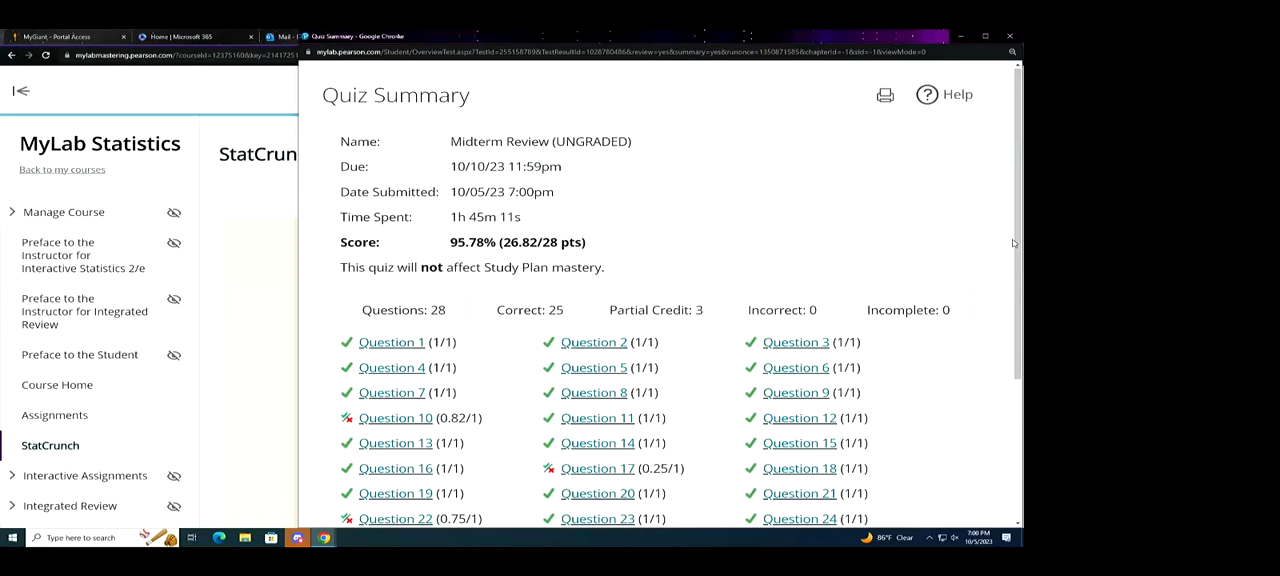 MyGiant - Portal Access
Home | Microsoft 365
Mail -
Quiz Summary - Google Chrome
mylabmastering.pearson.com/?courseId=12375160&key=2141725
mylab.pearson.com/Student/OverviewTest.aspx?TestId=255158789&TestResultId=1028760486&review=yes&summary=yes&runonce=1350871585&chapterId=-1&sId=-1&viewMode=0
MyLab Statistics
Back to my courses
Manage Course
Preface to the
Instructor for
Interactive Statistics 2/e
Preface to the
Instructor for Integrated
Review
Preface to the Student
Course Home
Assignments
StatCrunch
Interactive Assignments
Integrated Review
StatCrun
Quiz Summary
Help
Name: Midterm Review (UNGRADED)
Due: 10/10/23 11:59pm
Date Submitted: 10/05/23 7:00pm
Time Spent: 1h 45m 11s
Score: 95.78% (26.82/28 pts)
This quiz will not affect Study Plan mastery.
Questions: 28 Correct: 25 Partial Credit: 3 Incorrect: 0 Incomplete: 0
Question 1 (1/1) Question 2 (1/1) Question 3 (1/1)
Question 4 (1/1) Question 5 (1/1) Question 6 (1/1)
Question 7 (1/1) Question 8 (1/1) Question 9 (1/1)
Question 10 (0.82/1) Question 11 (1/1) Question 12 (1/1)
Question 13 (1/1) Question 14 (1/1) Question 15 (1/1)
Question 16 (1/1) Question 17 (0.25/1) Question 18 (1/1)
Question 19 (1/1) Question 20 (1/1) Question 21 (1/1)
Question 22 (0.75/1) Question 23 (1/1) Question 24 (1/1)
Type here to search
86°F Clear
7:00 PM
10/5/2023